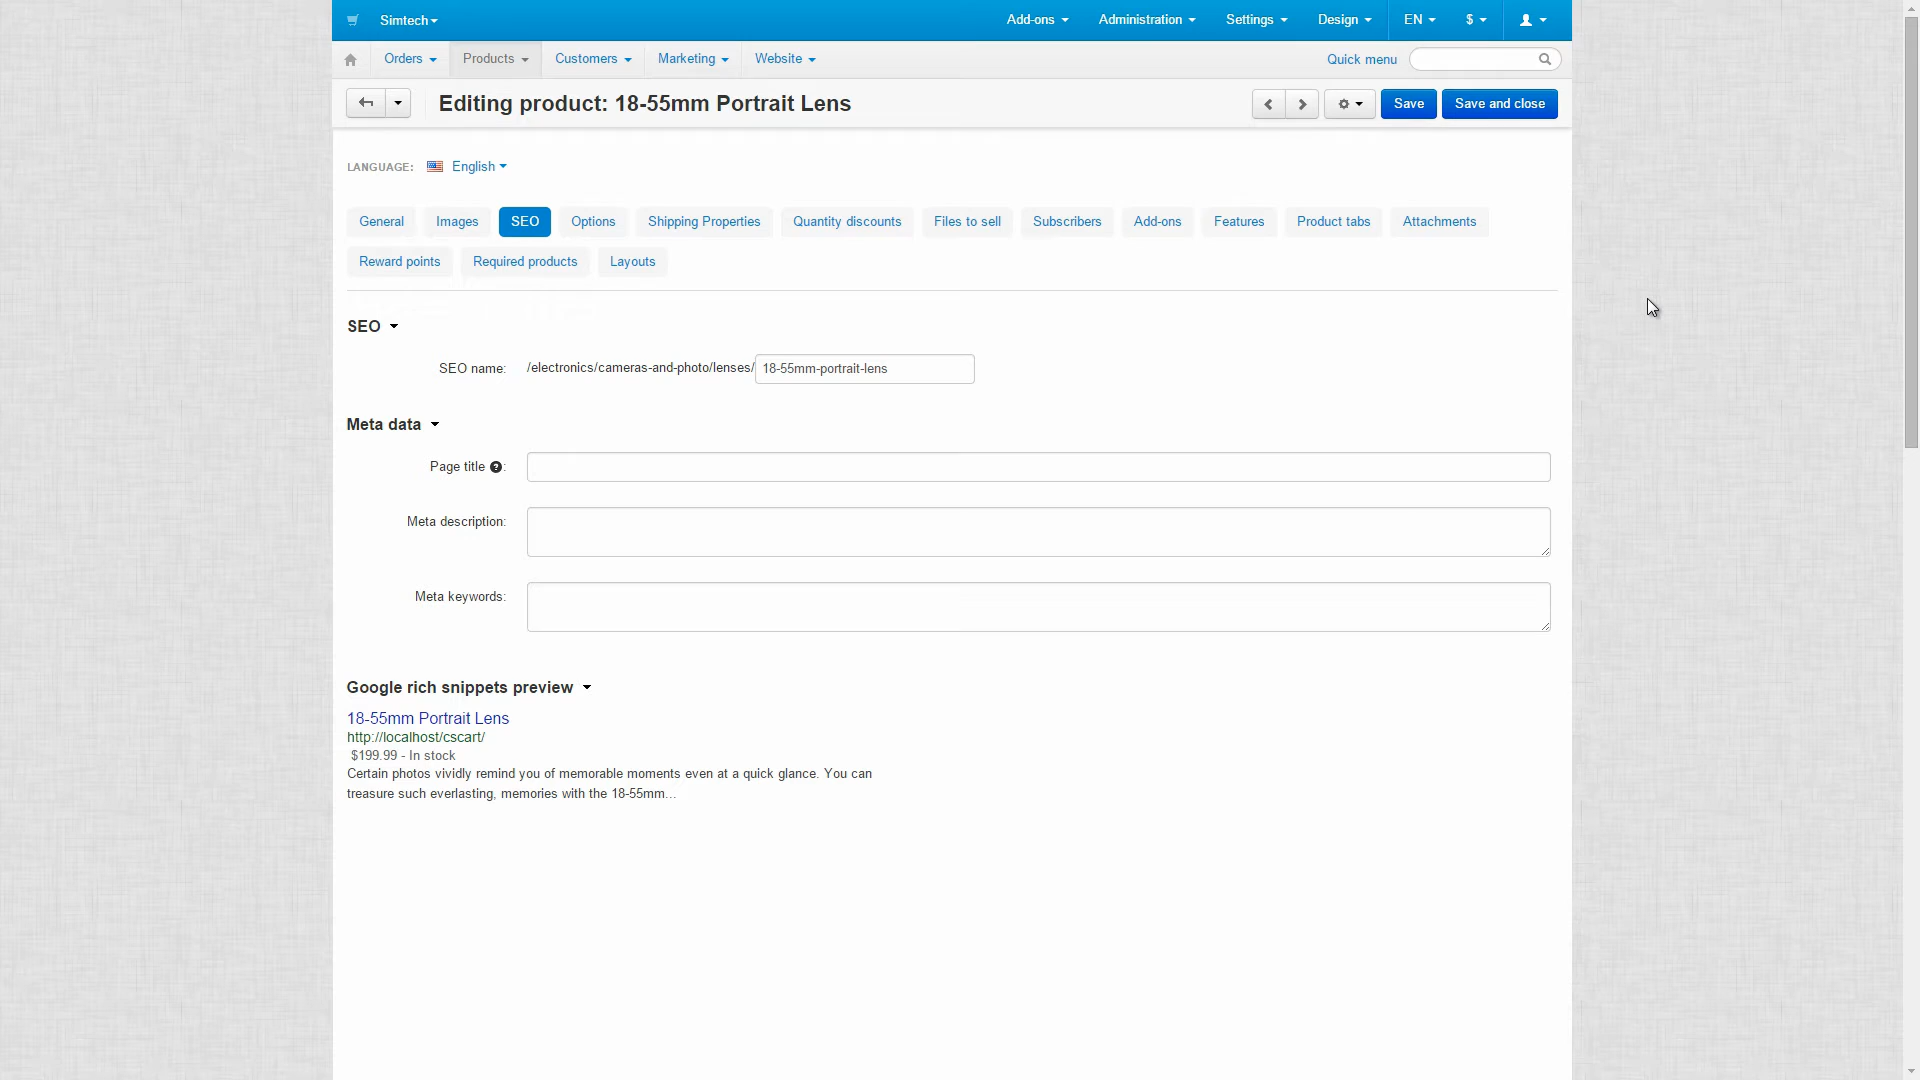 Simtech Add-ons Administration Settings Design EN $
Orders Products Customers Marketing Website Quick menu
Editing product: 18-55mm Portrait Lens Save Save and close
LANGUAGE: English
General Images SEO Options Shipping Properties Quantity discounts Files to sell Subscribers Add-ons Features Product tabs Attachments
Reward points Required products Layouts
SEO
SEO name: /electronics/cameras-and-photo/lenses/ 18-55mm-portrait-lens
Meta data
Page title ?:
Meta description:
Meta keywords:
Google rich snippets preview
18-55mm Portrait Lens
http://localhost/cscart/
$199.99 - In stock
Certain photos vividly remind you of memorable moments even at a quick glance. You can
treasure such everlasting, memories with the 18-55mm...